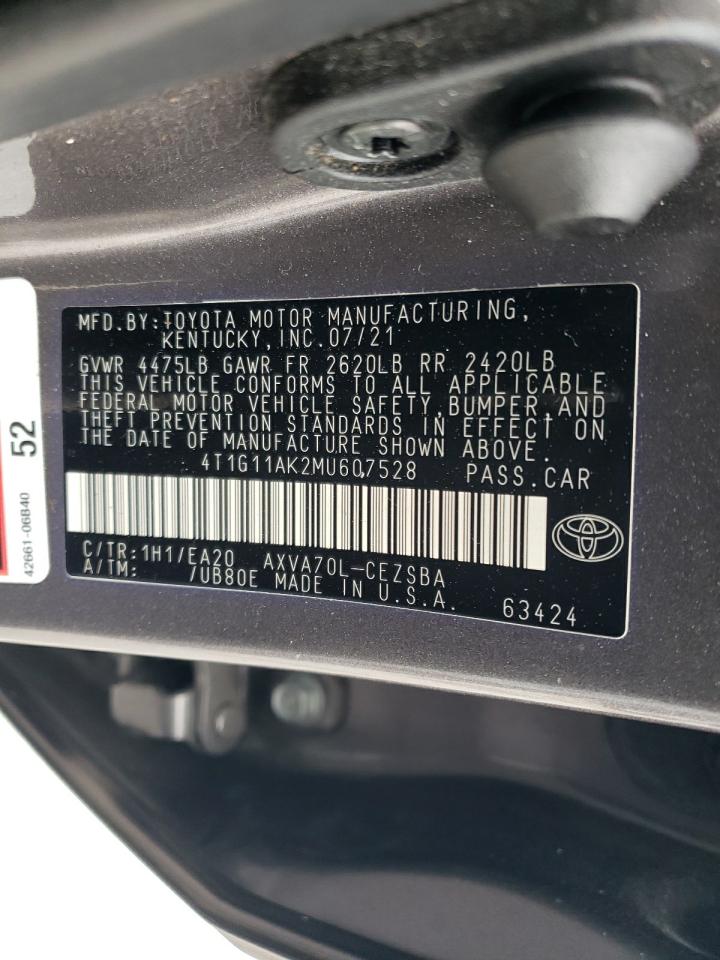 MFD.BY:TOYOTA MOTOR MANUFACTURING,
KENTUCKY,INC.07/21
GVWR 4475LB GAWR FR 2620LB RR 2420LB
THIS VEHICLE CONFORMS TO ALL APPLICABLE
FEDERAL MOTOR VEHICLE SAFETY,BUMPER,AND
THEFT PREVENTION STANDARDS IN EFFECT ON
THE DATE OF MANUFACTURE SHOWN ABOVE.
4T1G11AK2MU607528 PASS.CAR
C/TR:1H1/EA20 AXVA70L-CEZSBA
A/TM: /UB80E MADE IN U.S.A. 63424
52
42661-06B40